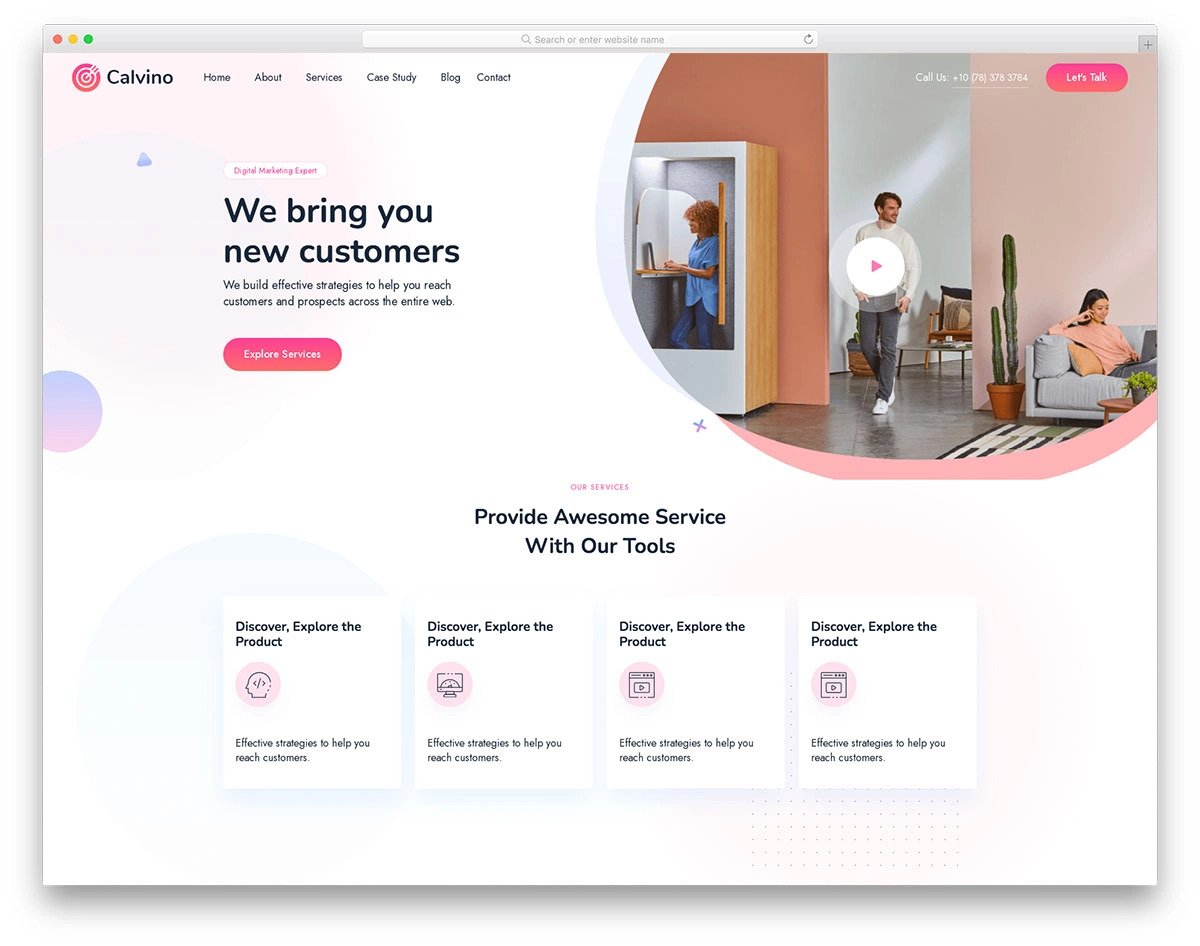 Search or enter website name
Calvino
Home About Services Case Study Blog Contact
Call Us: +10 (78) 378 3784
Let's Talk
Digital Marketing Expert
We bring you
new customers
We build effective strategies to help you reach
customers and prospects across the entire web.
Explore Services
OUR SERVICES
Provide Awesome Service
With Our Tools
Discover, Explore the
Product
Effective strategies to help you
reach customers.
Discover, Explore the
Product
Effective strategies to help you
reach customers.
Discover, Explore the
Product
Effective strategies to help you
reach customers.
Discover, Explore the
Product
Effective strategies to help you
reach customers.